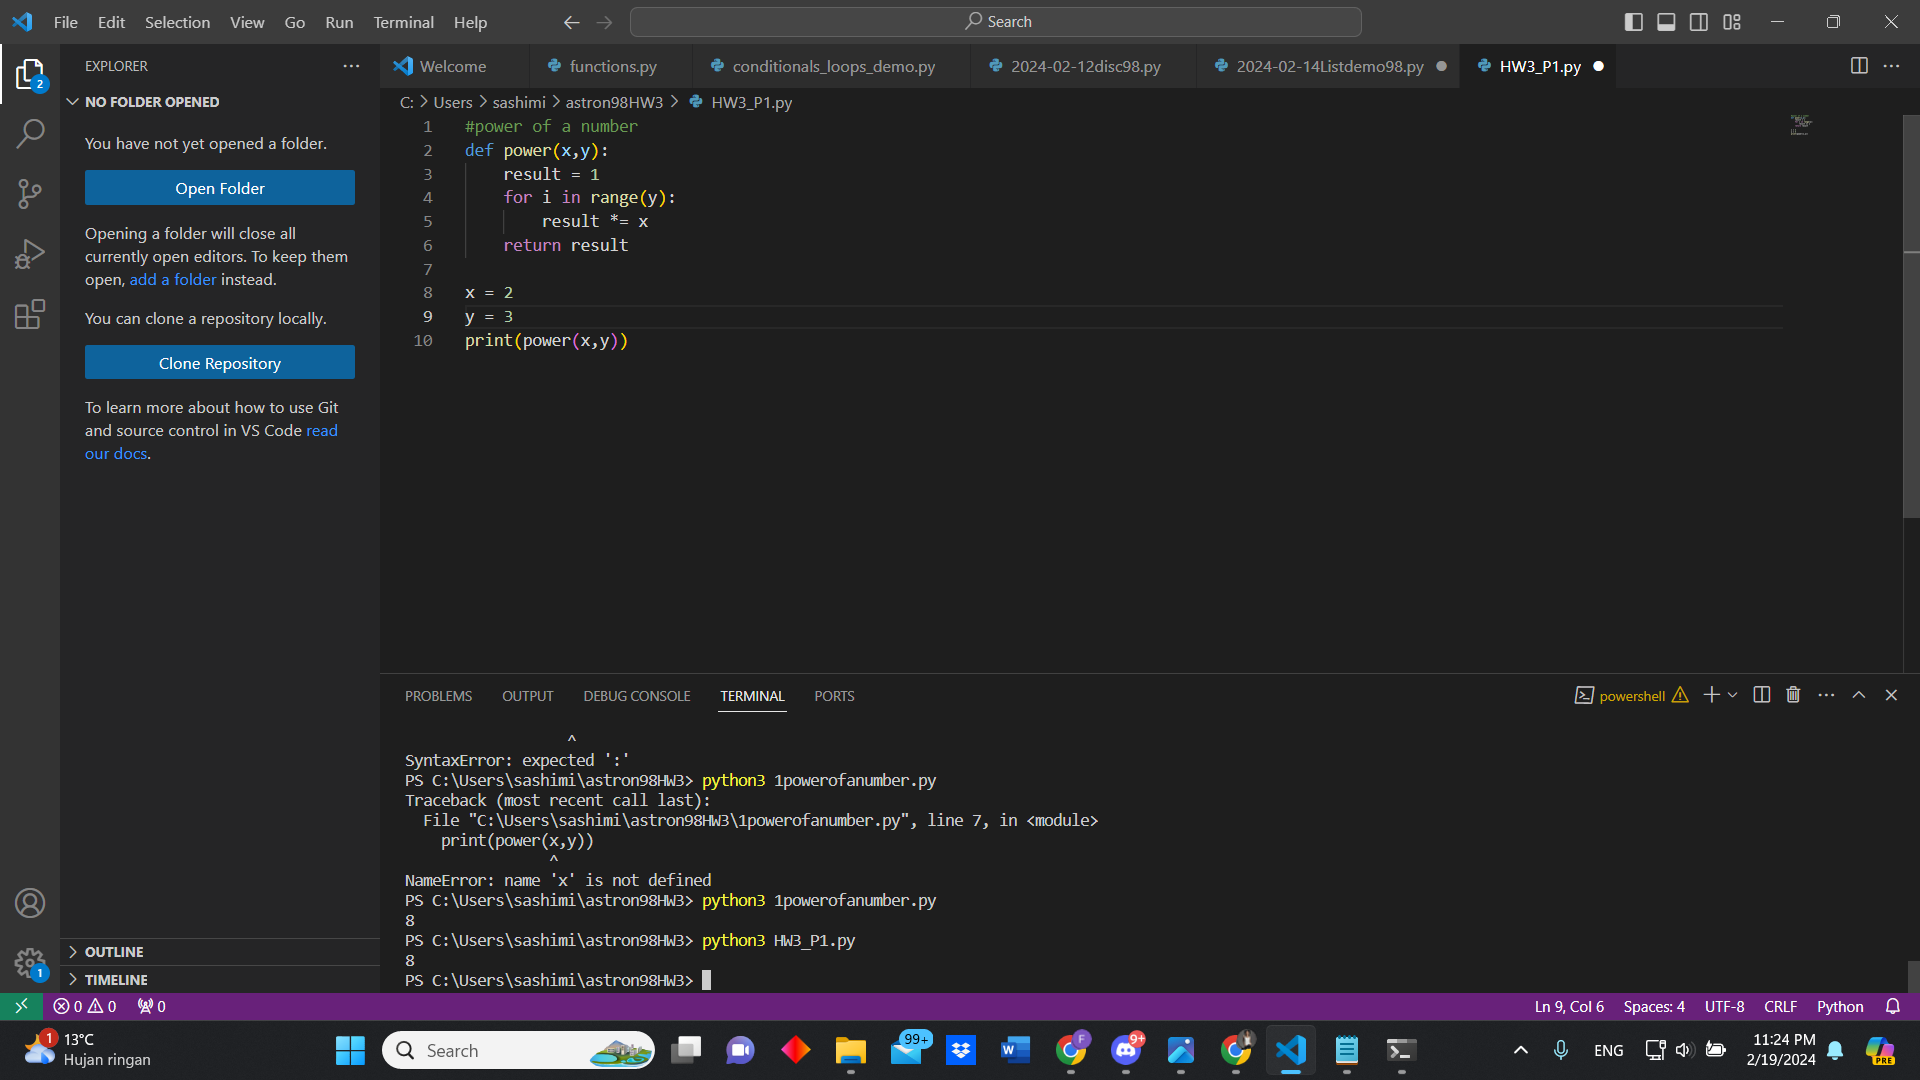 File Edit Selection View Go Run Terminal Help
Search
EXPLORER
Welcome functions.py conditionals_loops_demo.py 2024-02-12disc98.py 2024-02-14Listdemo98.py HW3_P1.py
2
NO FOLDER OPENED
You have not yet opened a folder.
Open Folder
Opening a folder will close all
currently open editors. To keep them
open, add a folder instead.
You can clone a repository locally.
Clone Repository
To learn more about how to use Git
and source control in VS Code read
our docs.
OUTLINE
TIMELINE
1
C: > Users > sashimi > astron98HW3 > HW3_P1.py
1 #power of a number
2 def power(x,y):
3 result = 1
4 for i in range(y):
5 result *= x
6 return result
7
8 x = 2
9 y = 3
10 print(power(x,y))
PROBLEMS OUTPUT DEBUG CONSOLE TERMINAL PORTS
powershell
^
SyntaxError: expected ':'
PS C:\Users\sashimi\astron98HW3> python3 1powerofanumber.py
Traceback (most recent call last):
File "C:\Users\sashimi\astron98HW3\1powerofanumber.py", line 7, in <module>
print(power(x,y))
^
NameError: name 'x' is not defined
PS C:\Users\sashimi\astron98HW3> python3 1powerofanumber.py
8
PS C:\Users\sashimi\astron98HW3> python3 HW3_P1.py
8
PS C:\Users\sashimi\astron98HW3>
0 0 0
Ln 9, Col 6 Spaces: 4 UTF-8 CRLF Python
1
13°C
Hujan ringan
Search
99+
W
F
9+
ENG
11:24 PM
2/19/2024
PRE